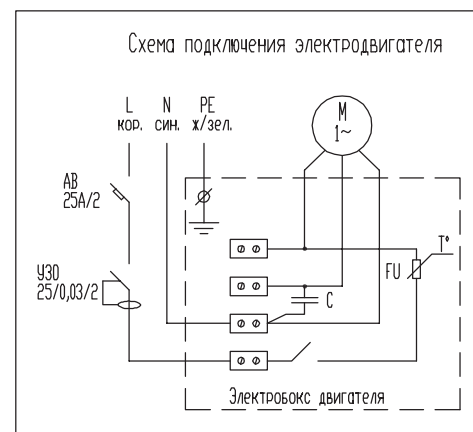 Схема подключения электродвигателя
L N PE
кор. син. ж/зел.
М
1~
АВ
25А/2
УЗО
25/0,03/2
T°
FU
C
Электробокс двигателя